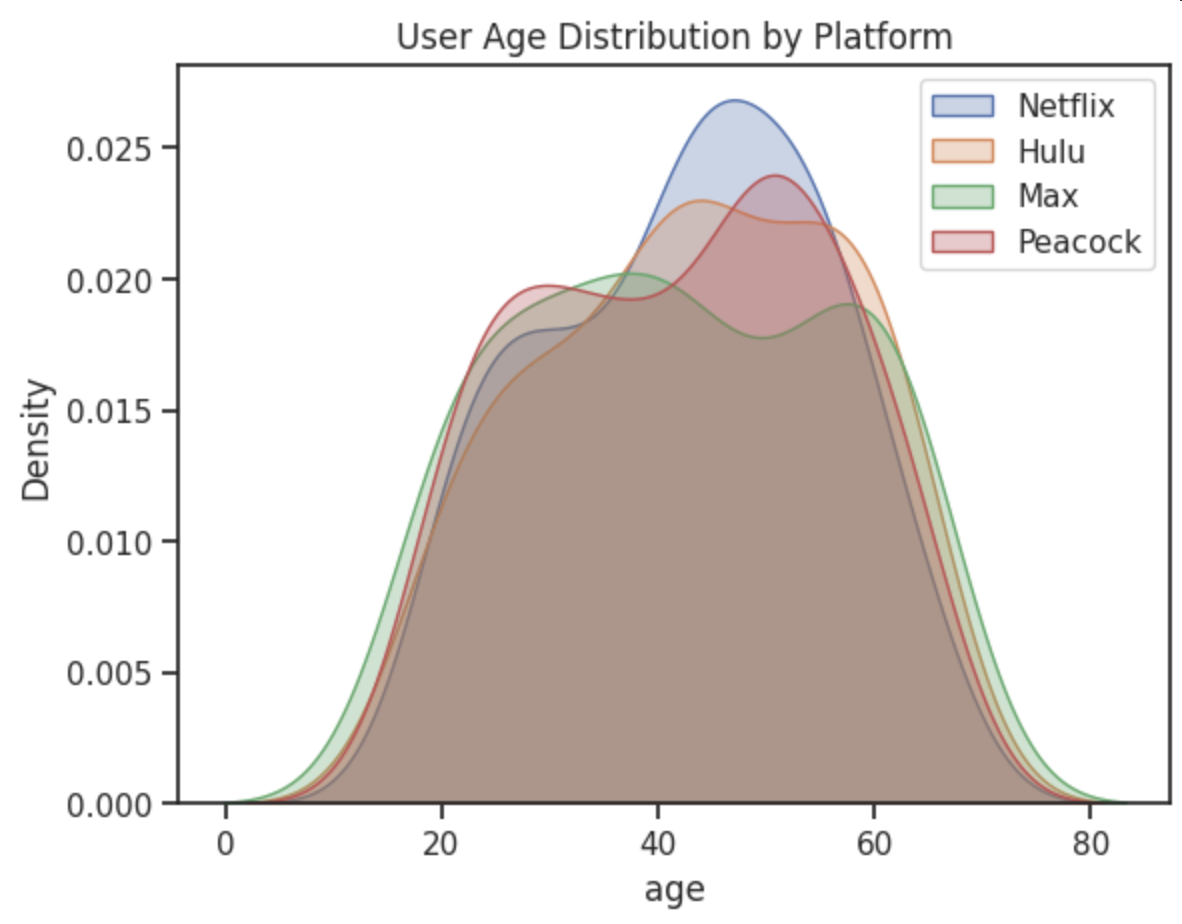 User Age Distribution by Platform
Netflix
Hulu
Max
Peacock
Density
0.025
0.020
0.015
0.010
0.005
0.000
0 20 40 60 80
age